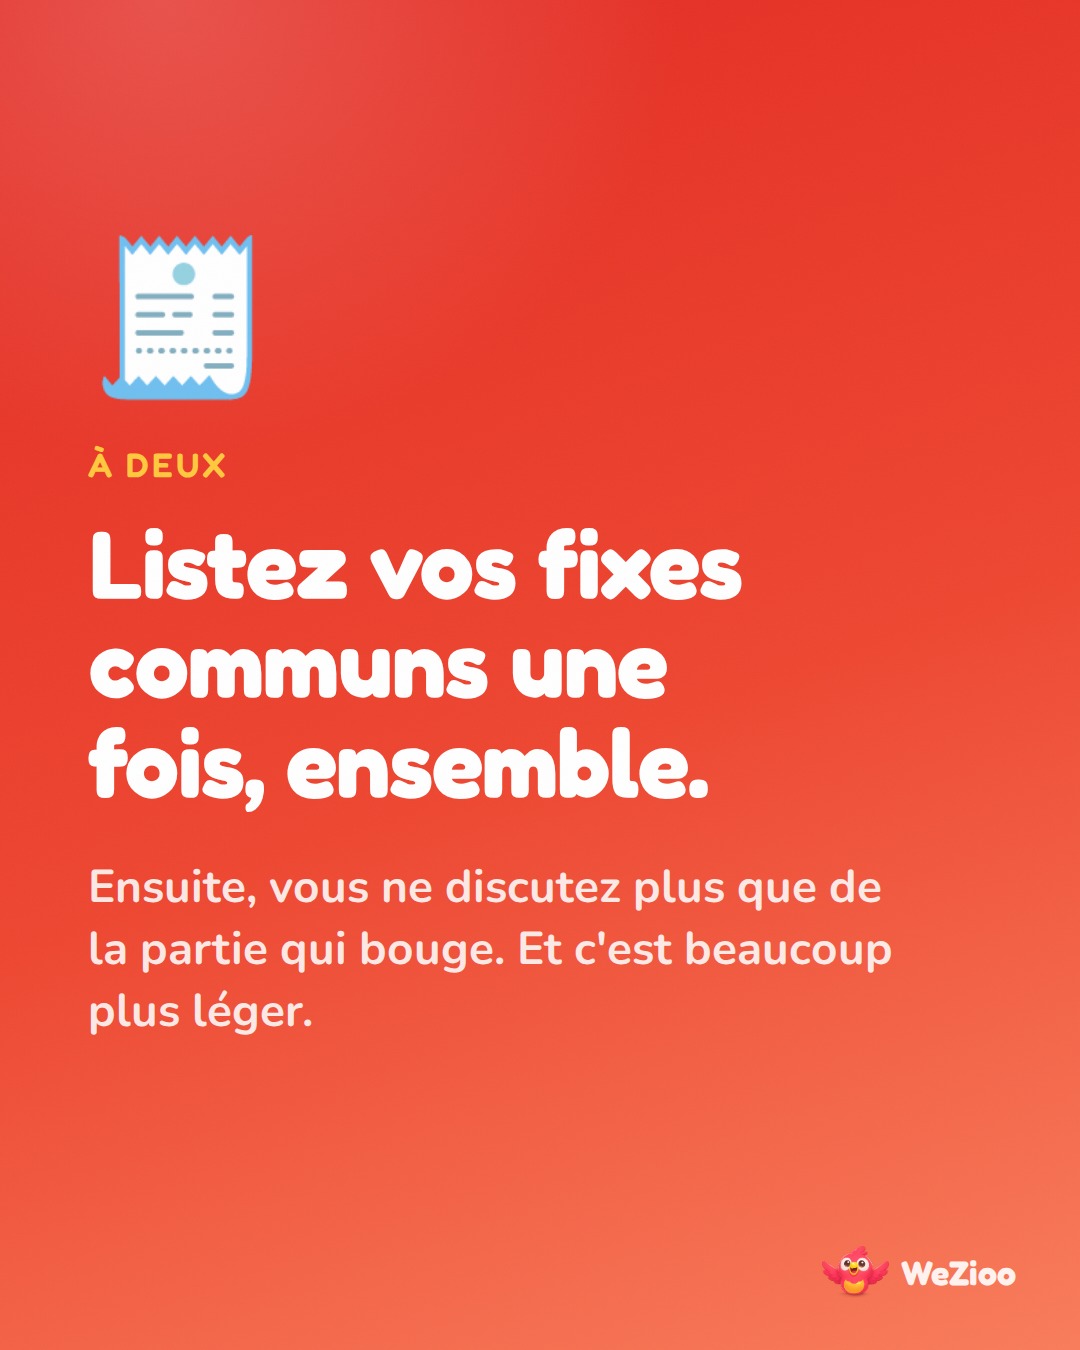 À DEUX
Listez vos fixes
communs une
fois, ensemble.
Ensuite, vous ne discutez plus que de
la partie qui bouge. Et c'est beaucoup
plus léger.
WeZioo